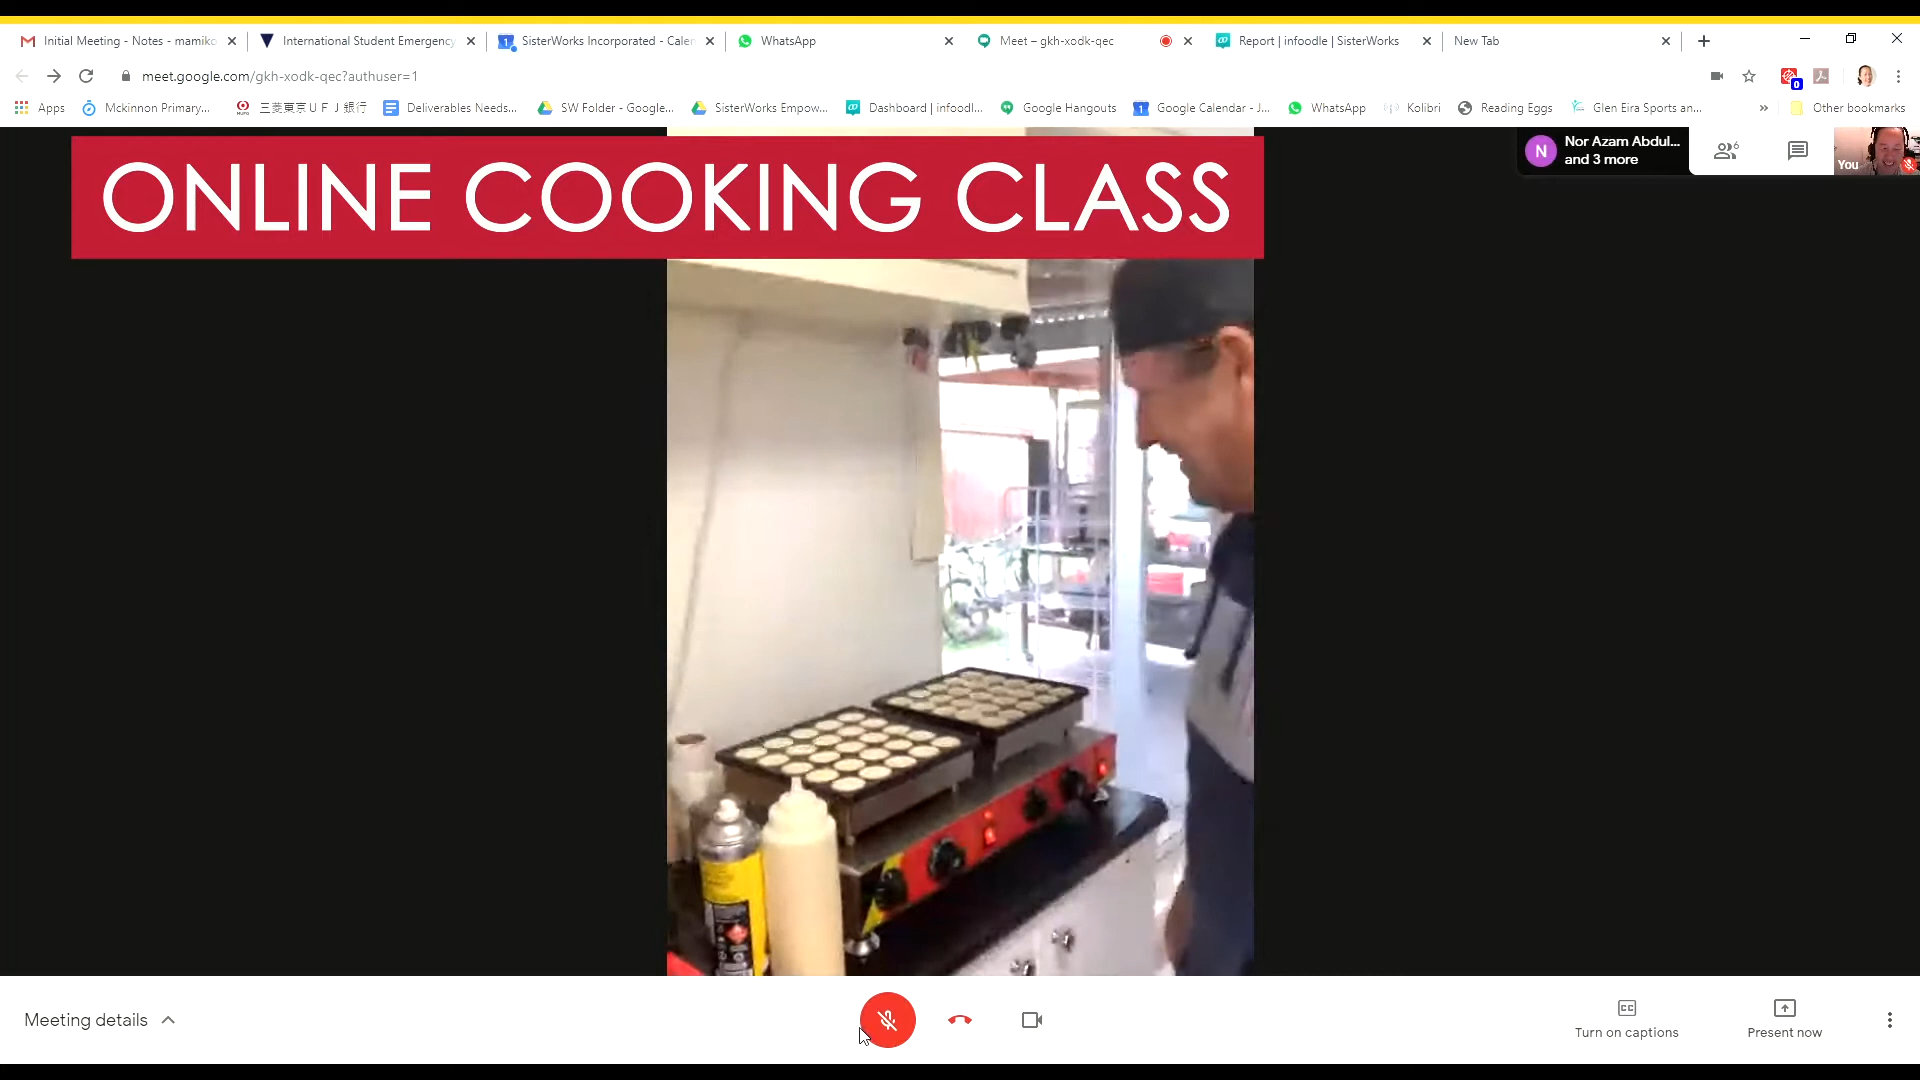 Initial Meeting - Notes - mamiko
International Student Emergency
SisterWorks Incorporated - Calen
WhatsApp
Meet – gkh-xodk-qec
Report | infoodle | SisterWorks
New Tab
meet.google.com/gkh-xodk-qec?authuser=1
0
Apps
Mckinnon Primary...
三菱東京ＵＦＪ銀行
Deliverables Needs...
SW Folder - Google...
SisterWorks Empow...
Dashboard | infoodl...
Google Hangouts
Google Calendar - J...
WhatsApp
Kolibri
Reading Eggs
Glen Eira Sports an...
»
Other bookmarks
ONLINE COOKING CLASS
N
Nor Azam Abdul...
and 3 more
6
You
Meeting details
Turn on captions
Present now